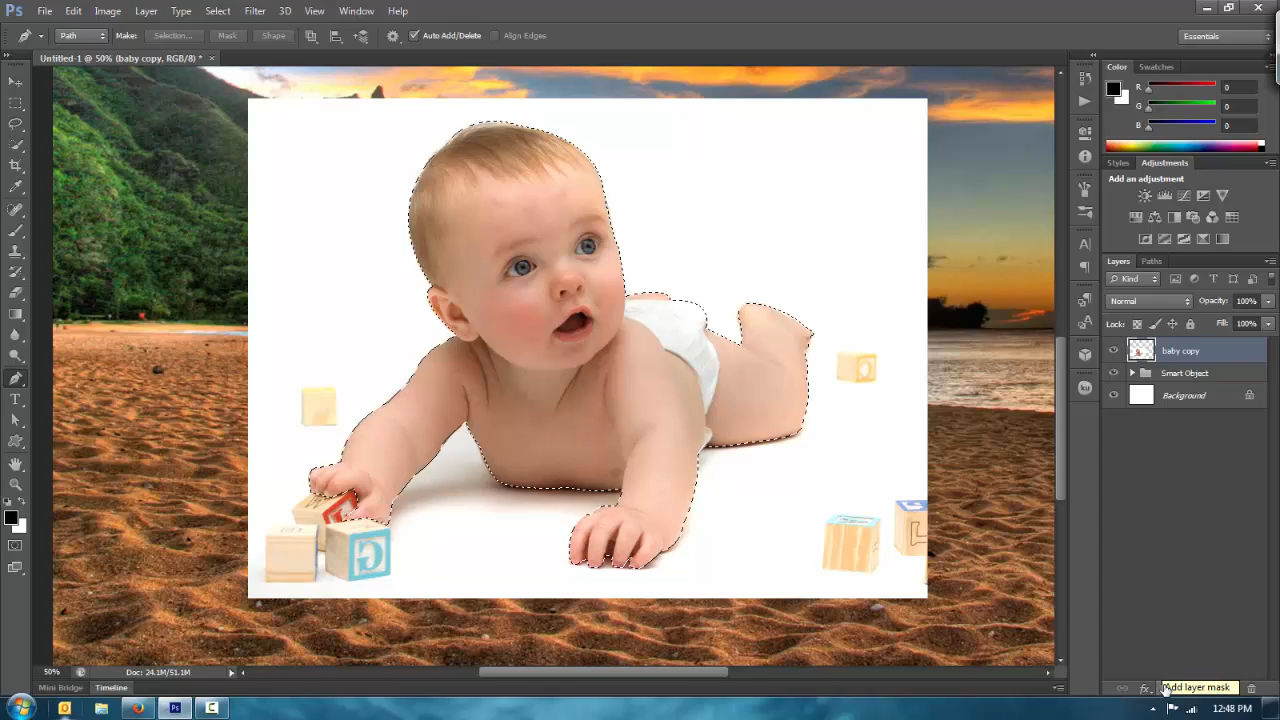 Ps File Edit Image Layer Type Select Filter 3D View Window Help
Path Make: Selection... Mask Shape Auto Add/Delete Align Edges Essentials
Untitled-1 @ 50% (baby copy, RGB/8) * ×
Color Swatches
R 0
G 0
B 0
Styles Adjustments
Add an adjustment
Layers Paths
Kind
Normal Opacity: 100%
Lock: Fill: 100%
baby copy
Smart Object
Background
G
50% Doc: 24.1M/51.1M
Mini Bridge Timeline
fx
Add layer mask
Ps C 12:48 PM